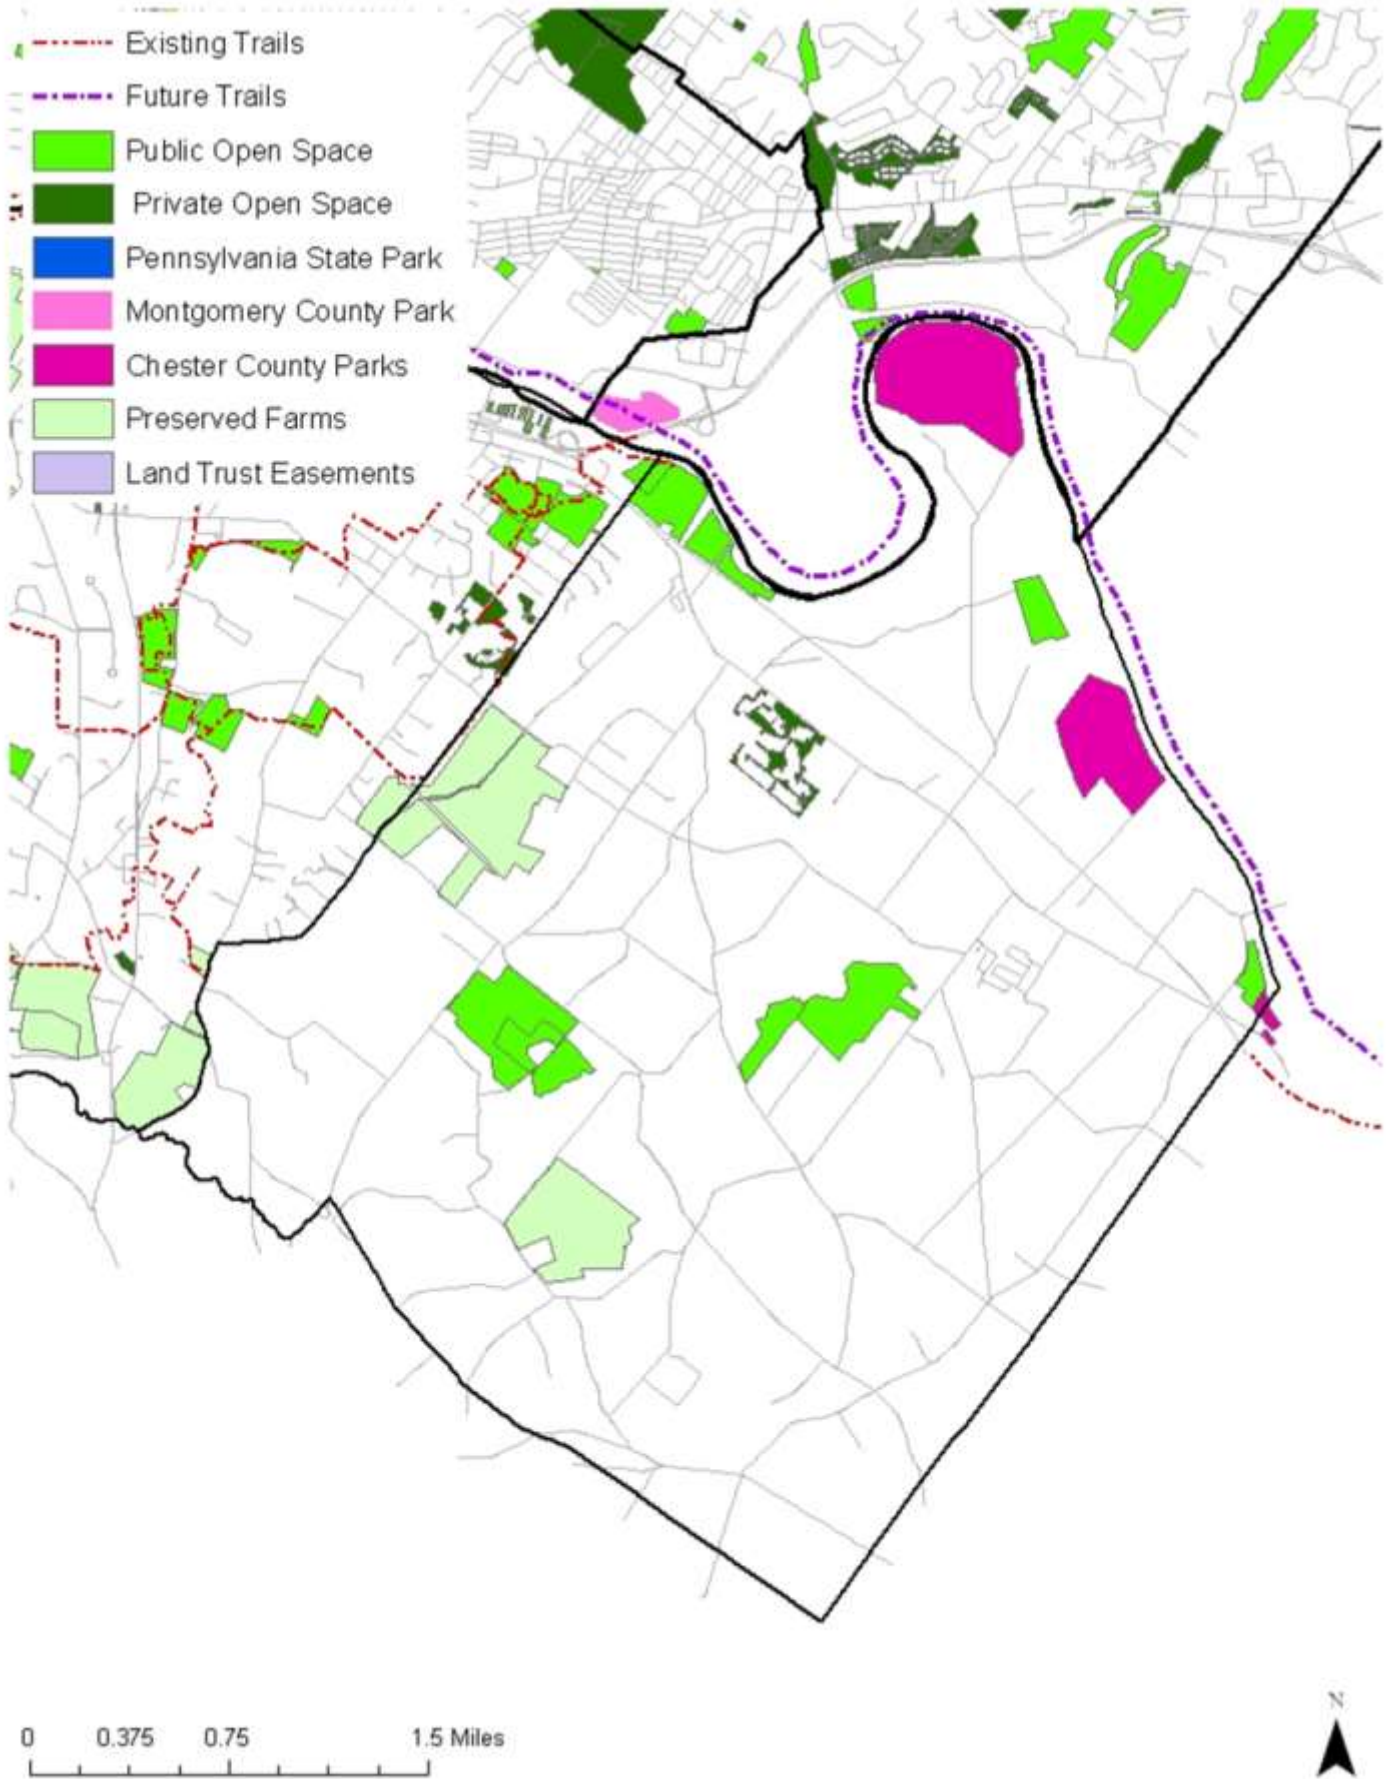 Existing Trails
Future Trails
Public Open Space
Private Open Space
Pennsylvania State Park
Montgomery County Park
Chester County Parks
Preserved Farms
Land Trust Easements
0 0.375 0.75 1.5 Miles
N